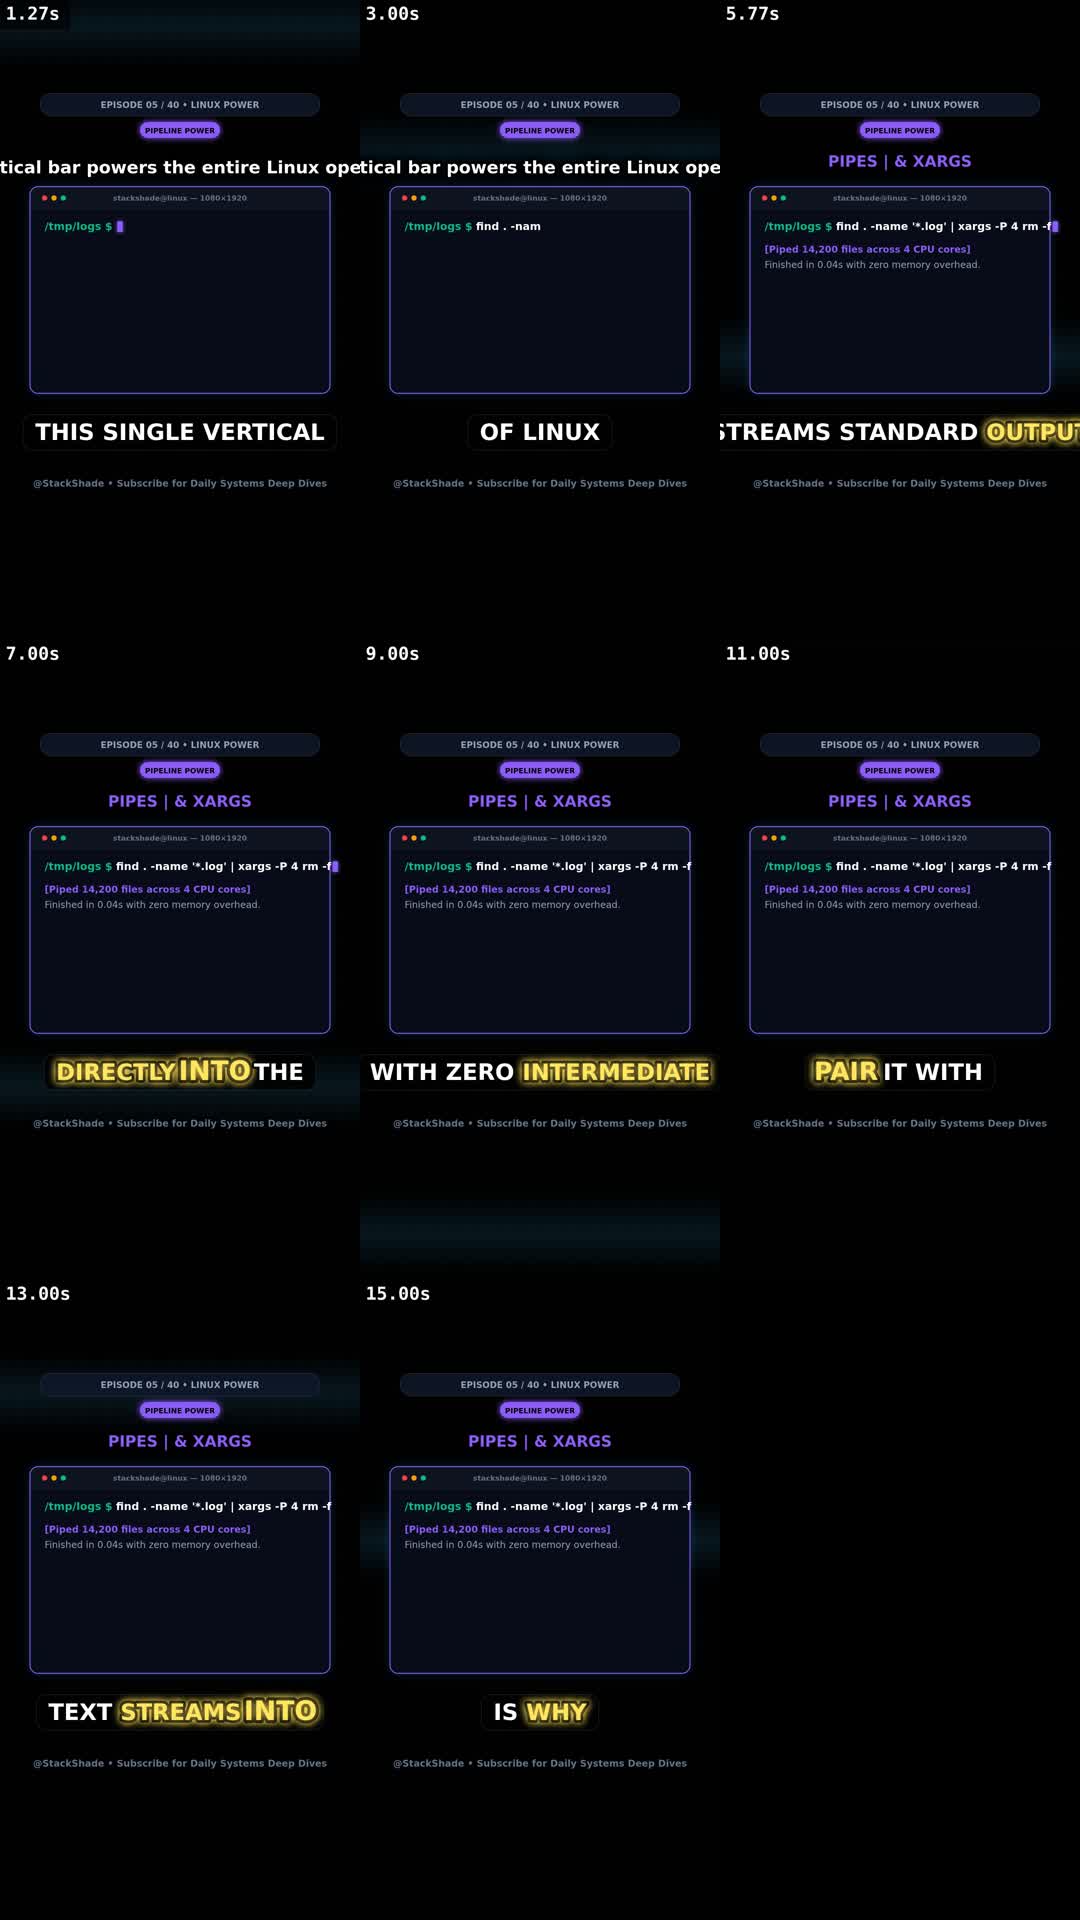 1.27s
EPISODE 05 / 40 • LINUX POWER
PIPELINE POWER
tical bar powers the entire Linux ope
stackshade@linux — 1080×1920
/tmp/logs $
THIS SINGLE VERTICAL
@StackShade • Subscribe for Daily Systems Deep Dives
3.00s
EPISODE 05 / 40 • LINUX POWER
PIPELINE POWER
tical bar powers the entire Linux ope
stackshade@linux — 1080×1920
/tmp/logs $ find . -nam
OF LINUX
@StackShade • Subscribe for Daily Systems Deep Dives
5.77s
EPISODE 05 / 40 • LINUX POWER
PIPELINE POWER
PIPES | & XARGS
stackshade@linux — 1080×1920
/tmp/logs $ find . -name '*.log' | xargs -P 4 rm -f
[Piped 14,200 files across 4 CPU cores]
Finished in 0.04s with zero memory overhead.
STREAMS STANDARD OUTPUT
@StackShade • Subscribe for Daily Systems Deep Dives
7.00s
EPISODE 05 / 40 • LINUX POWER
PIPELINE POWER
PIPES | & XARGS
stackshade@linux — 1080×1920
/tmp/logs $ find . -name '*.log' | xargs -P 4 rm -f
[Piped 14,200 files across 4 CPU cores]
Finished in 0.04s with zero memory overhead.
DIRECTLY INTO THE
@StackShade • Subscribe for Daily Systems Deep Dives
9.00s
EPISODE 05 / 40 • LINUX POWER
PIPELINE POWER
PIPES | & XARGS
stackshade@linux — 1080×1920
/tmp/logs $ find . -name '*.log' | xargs -P 4 rm -f
[Piped 14,200 files across 4 CPU cores]
Finished in 0.04s with zero memory overhead.
WITH ZERO INTERMEDIATE
@StackShade • Subscribe for Daily Systems Deep Dives
11.00s
EPISODE 05 / 40 • LINUX POWER
PIPELINE POWER
PIPES | & XARGS
stackshade@linux — 1080×1920
/tmp/logs $ find . -name '*.log' | xargs -P 4 rm -f
[Piped 14,200 files across 4 CPU cores]
Finished in 0.04s with zero memory overhead.
PAIR IT WITH
@StackShade • Subscribe for Daily Systems Deep Dives
13.00s
EPISODE 05 / 40 • LINUX POWER
PIPELINE POWER
PIPES | & XARGS
stackshade@linux — 1080×1920
/tmp/logs $ find . -name '*.log' | xargs -P 4 rm -f
[Piped 14,200 files across 4 CPU cores]
Finished in 0.04s with zero memory overhead.
TEXT STREAMS INTO
@StackShade • Subscribe for Daily Systems Deep Dives
15.00s
EPISODE 05 / 40 • LINUX POWER
PIPELINE POWER
PIPES | & XARGS
stackshade@linux — 1080×1920
/tmp/logs $ find . -name '*.log' | xargs -P 4 rm -f
[Piped 14,200 files across 4 CPU cores]
Finished in 0.04s with zero memory overhead.
IS WHY
@StackShade • Subscribe for Daily Systems Deep Dives